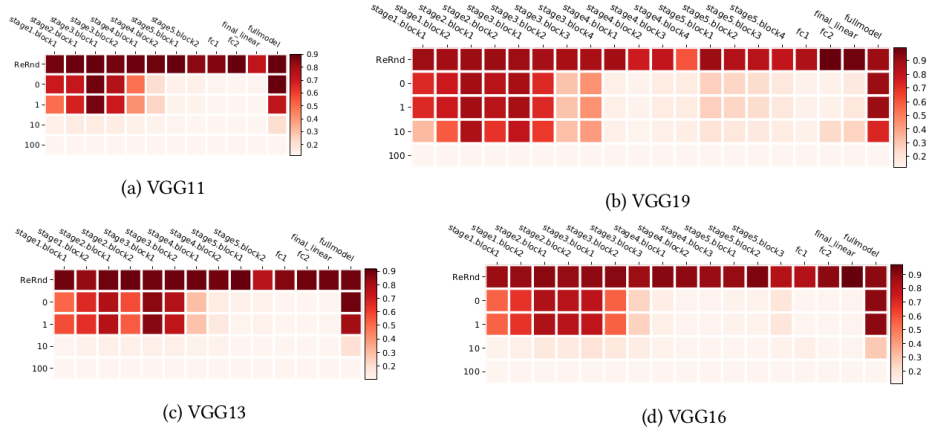 stage1.block1
stage2.block1
stage3.block1
stage3.block2
stage4.block1
stage4.block2
stage5.block1
stage5.block2
fc1
fc2
final_linear
fullmodel
ReRnd
0
1
10
100
0.9
0.8
0.7
0.6
0.5
0.4
0.3
0.2
(a) VGG11
stage1.block1
stage1.block2
stage2.block1
stage2.block2
stage3.block1
stage3.block2
stage3.block3
stage3.block4
stage4.block1
stage4.block2
stage4.block3
stage4.block4
stage5.block1
stage5.block2
stage5.block3
stage5.block4
fc1
fc2
final_linear
fullmodel
ReRnd
0
1
10
100
0.9
0.8
0.7
0.6
0.5
0.4
0.3
0.2
(b) VGG19
stage1.block1
stage1.block2
stage2.block1
stage2.block2
stage3.block1
stage3.block2
stage4.block1
stage4.block2
stage5.block1
stage5.block2
fc1
fc2
final_linear
fullmodel
ReRnd
0
1
10
100
0.9
0.8
0.7
0.6
0.5
0.4
0.3
0.2
(c) VGG13
stage1.block1
stage1.block2
stage2.block1
stage2.block2
stage3.block1
stage3.block2
stage3.block3
stage4.block1
stage4.block2
stage4.block3
stage5.block1
stage5.block2
stage5.block3
fc1
fc2
final_linear
fullmodel
ReRnd
0
1
10
100
0.9
0.8
0.7
0.6
0.5
0.4
0.3
0.2
(d) VGG16